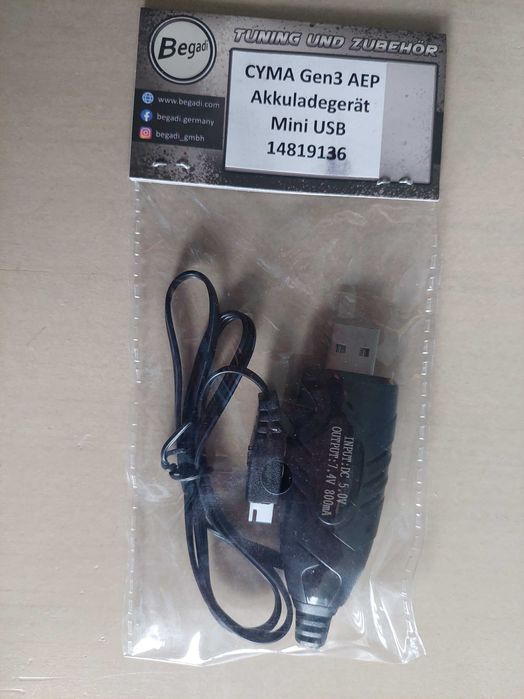 Begadi
TUNING UND ZUBEHÖR
www.begadi.com
begadi.germany
begadi_gmbh
CYMA Gen3 AEP
Akkuladegerät
Mini USB
14819136
INPUT:DC 5.0V
OUTPUT:7.4V 800mA